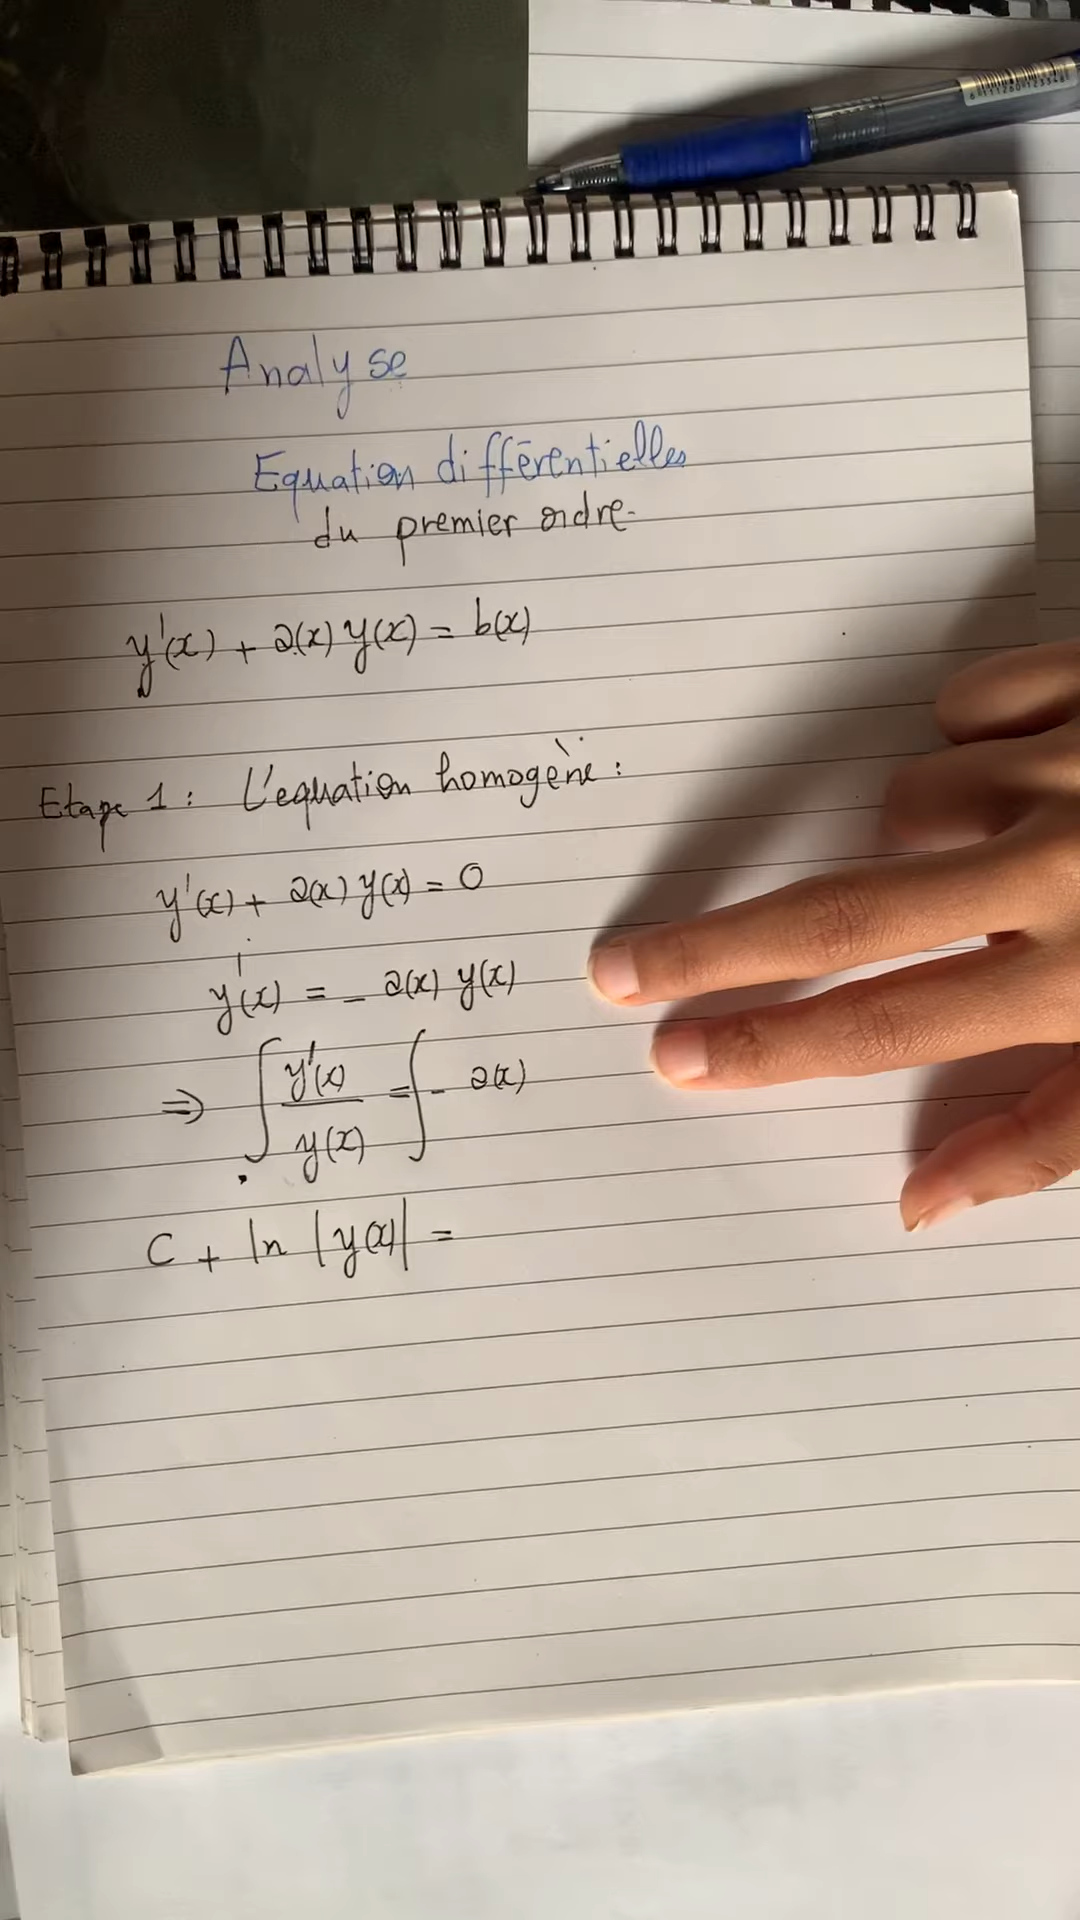 Analyse
Equation différentielles
du premier ordre.
y'(x) + a(x) y(x) = b(x)
Etape 1 : L'equation homogène :
y'(x) + a(x) y(x) = 0
y'(x) = - a(x) y(x)
⇒ ∫ y'(x) / y(x) = ∫ - a(x)
C + ln |y(x)| =